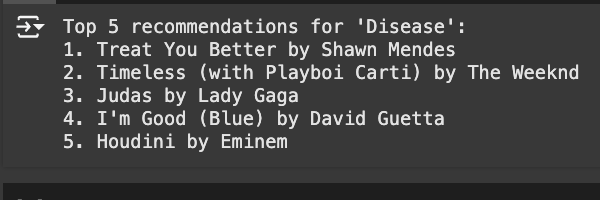 Top 5 recommendations for 'Disease':
1. Treat You Better by Shawn Mendes
2. Timeless (with Playboi Carti) by The Weeknd
3. Judas by Lady Gaga
4. I'm Good (Blue) by David Guetta
5. Houdini by Eminem